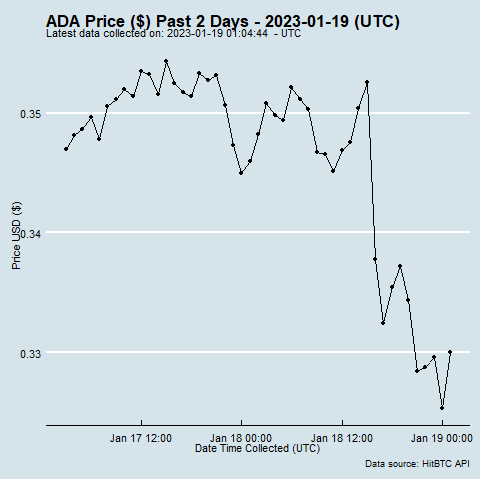 ADA Price ($) Past 2 Days - 2023-01-19 (UTC)
Latest data collected on: 2023-01-19 01:04:44 - UTC
0.35
0.34
0.33
Price USD ($)
Jan 17 12:00
Jan 18 00:00
Jan 18 12:00
Jan 19 00:00
Date Time Collected (UTC)
Data source: HitBTC API